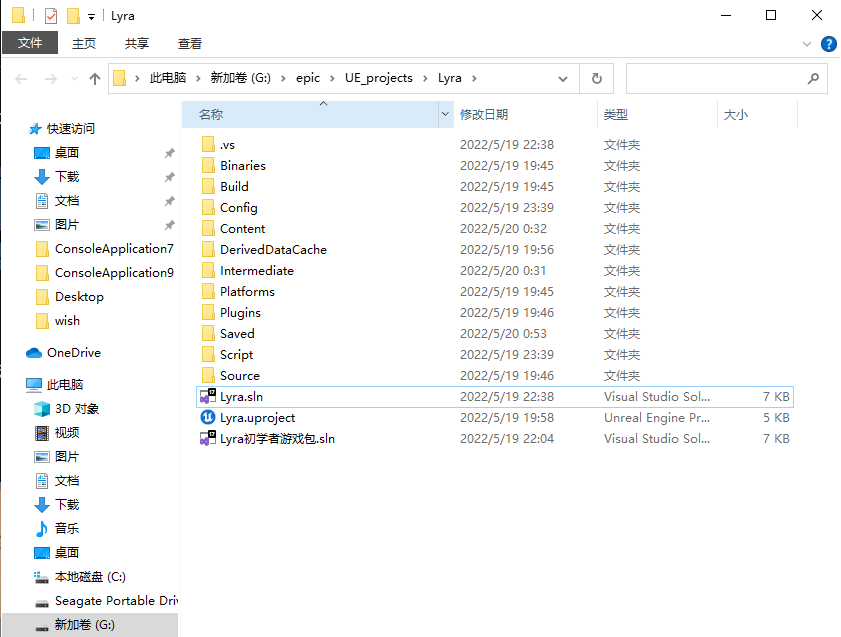 Lyra
文件 主页 共享 查看
此电脑 新加卷 (G:) epic UE_projects Lyra
名称 修改日期 类型 大小
.vs 2022/5/19 22:38 文件夹
Binaries 2022/5/19 19:45 文件夹
Build 2022/5/19 19:45 文件夹
Config 2022/5/19 23:39 文件夹
Content 2022/5/20 0:32 文件夹
DerivedDataCache 2022/5/19 19:56 文件夹
Intermediate 2022/5/20 0:31 文件夹
Platforms 2022/5/19 19:45 文件夹
Plugins 2022/5/19 19:46 文件夹
Saved 2022/5/20 0:53 文件夹
Script 2022/5/19 23:39 文件夹
Source 2022/5/19 19:46 文件夹
Lyra.sln 2022/5/19 22:38 Visual Studio Sol... 7 KB
Lyra.uproject 2022/5/19 19:58 Unreal Engine Pr... 5 KB
Lyra初学者游戏包.sln 2022/5/19 22:04 Visual Studio Sol... 7 KB
快速访问
桌面
下载
文档
图片
ConsoleApplication7
ConsoleApplication9
Desktop
wish
OneDrive
此电脑
3D 对象
视频
图片
文档
下载
音乐
桌面
本地磁盘 (C:)
Seagate Portable Driv
新加卷 (G:)